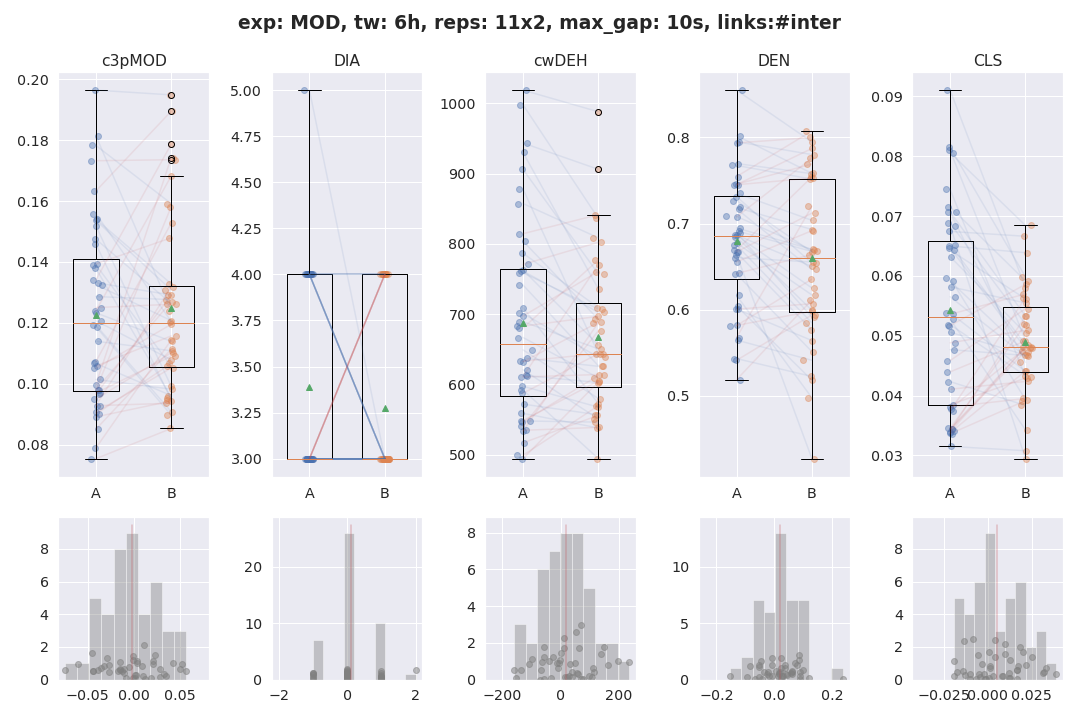 exp: MOD, tw: 6h, reps: 11x2, max_gap: 10s, links:#inter
c3pMOD DIA cwDEH DEN CLS
0.20 0.18 0.16 0.14 0.12 0.10 0.08
A B
5.00 4.75 4.50 4.25 4.00 3.75 3.50 3.25 3.00
A B
1000 900 800 700 600 500
A B
0.8 0.7 0.6 0.5
A B
0.09 0.08 0.07 0.06 0.05 0.04 0.03
A B
8 6 4 2 0
−0.05 0.00 0.05
20 10 0
−2 0 2
8 6 4 2 0
−200 0 200
10 5 0
−0.2 0.0 0.2
8 6 4 2 0
−0.025 0.000 0.025